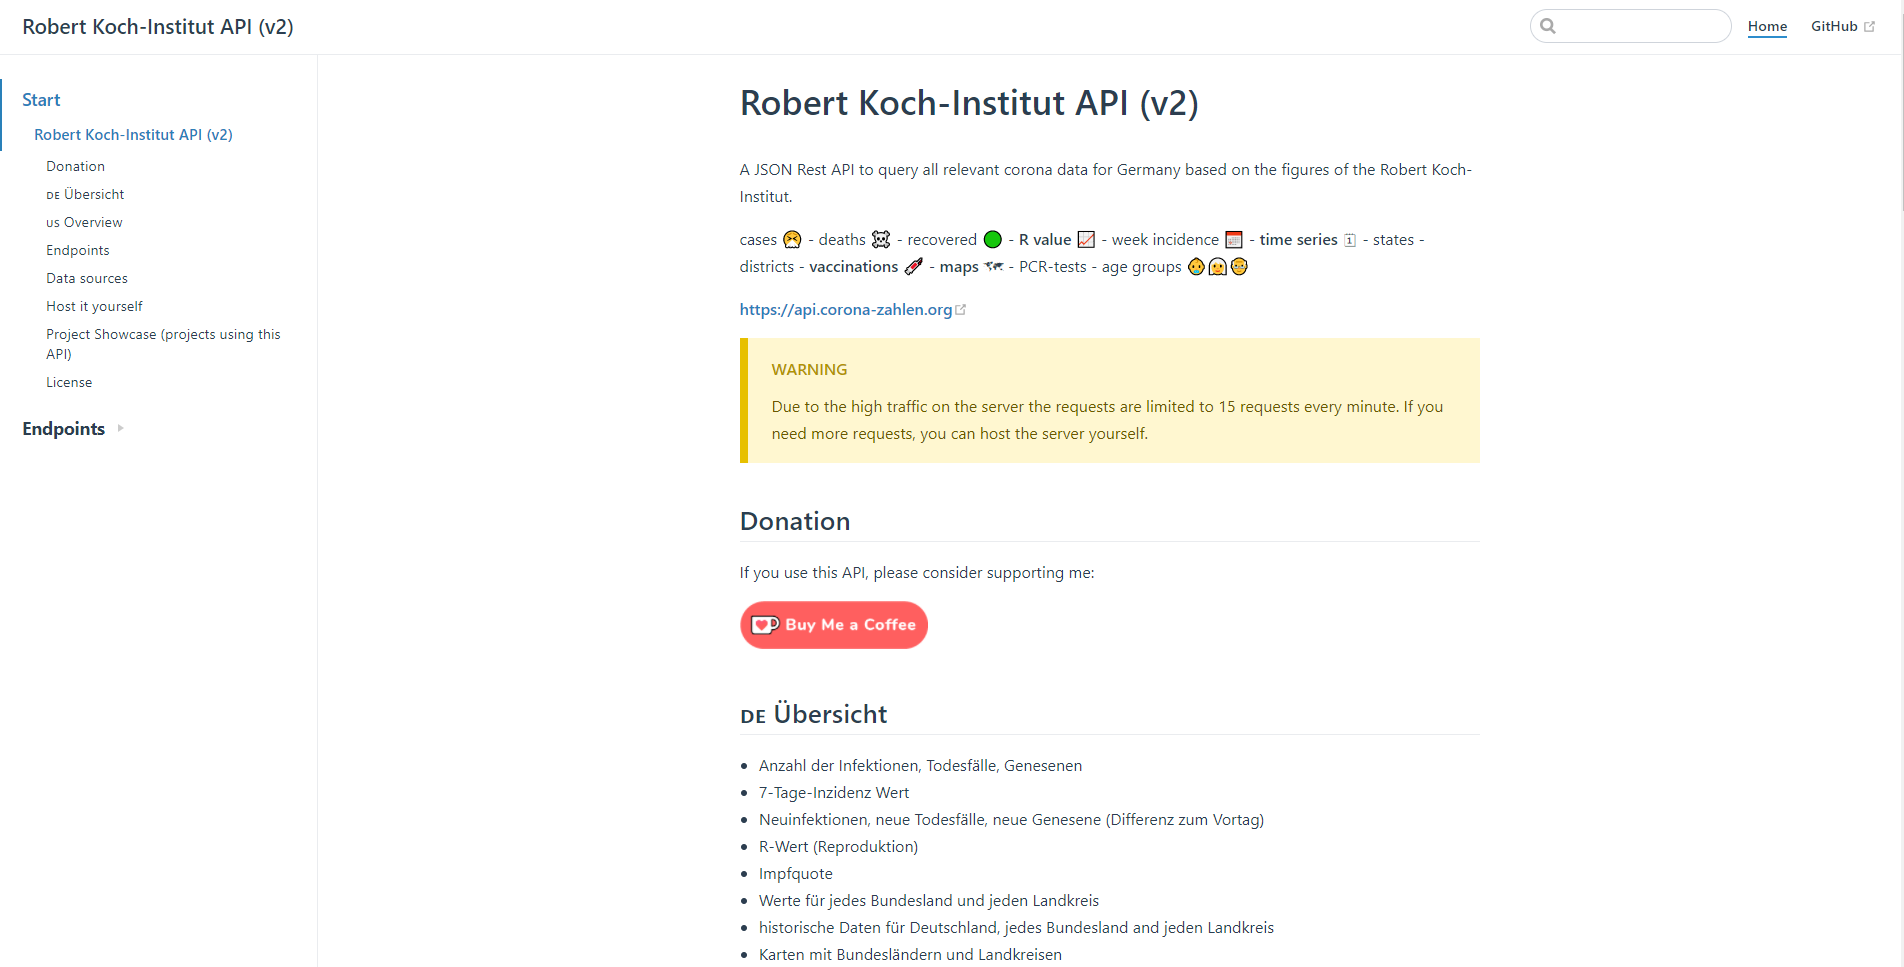 Robert Koch-Institut API (v2)
Home
GitHub
Start
Robert Koch-Institut API (v2)
Donation
DE Übersicht
US Overview
Endpoints
Data sources
Host it yourself
Project Showcase (projects using this
API)
License
Endpoints
Robert Koch-Institut API (v2)
A JSON Rest API to query all relevant corona data for Germany based on the figures of the Robert Koch-
Institut.
cases 🤧 - deaths ☠ - recovered 🟢 - R value 📈 - week incidence 📅 - time series 🗓 - states -
districts - vaccinations 💉 - maps 🗺 - PCR-tests - age groups 👶👩🧓
https://api.corona-zahlen.org
WARNING
Due to the high traffic on the server the requests are limited to 15 requests every minute. If you
need more requests, you can host the server yourself.
Donation
If you use this API, please consider supporting me:
Buy Me a Coffee
DE Übersicht
• Anzahl der Infektionen, Todesfälle, Genesenen
• 7-Tage-Inzidenz Wert
• Neuinfektionen, neue Todesfälle, neue Genesene (Differenz zum Vortag)
• R-Wert (Reproduktion)
• Impfquote
• Werte für jedes Bundesland und jeden Landkreis
• historische Daten für Deutschland, jedes Bundesland and jeden Landkreis
• Karten mit Bundesländern und Landkreisen